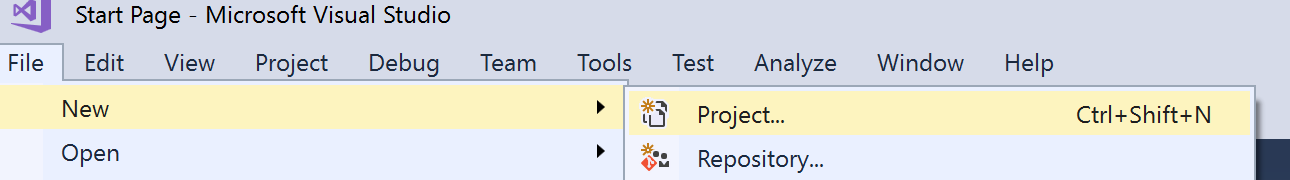 Start Page - Microsoft Visual Studio
File Edit View Project Debug Team Tools Test Analyze Window Help
New Project... Ctrl+Shift+N
Open Repository...